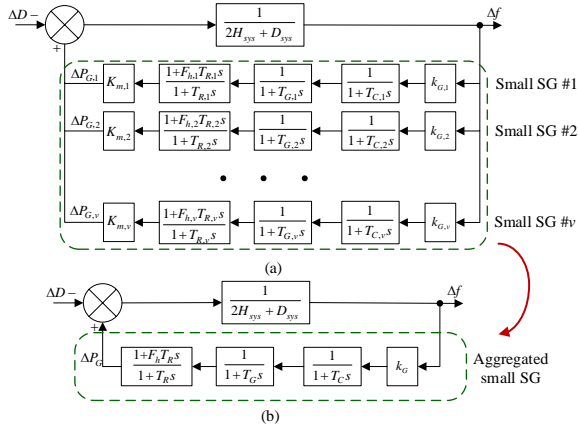 ΔD −
1
2H_sys + D_sys
Δf
+
ΔP_G,1
K_m,1
1+F_h,1T_R,1s
1+T_R,1s
1
1+T_G,1s
1
1+T_C,1s
k_G,1
Small SG #1
ΔP_G,2
K_m,2
1+F_h,2T_R,2s
1+T_R,2s
1
1+T_G,2s
1
1+T_C,2s
k_G,2
Small SG #2
• • •
ΔP_G,v
K_m,v
1+F_h,vT_R,vs
1+T_R,vs
1
1+T_G,vs
1
1+T_C,vs
k_G,v
Small SG #v
(a)
ΔD −
1
2H_sys + D_sys
Δf
+
ΔP_G
1+F_hT_Rs
1+T_Rs
1
1+T_Gs
1
1+T_Cs
k_G
Aggregated
small SG
(b)